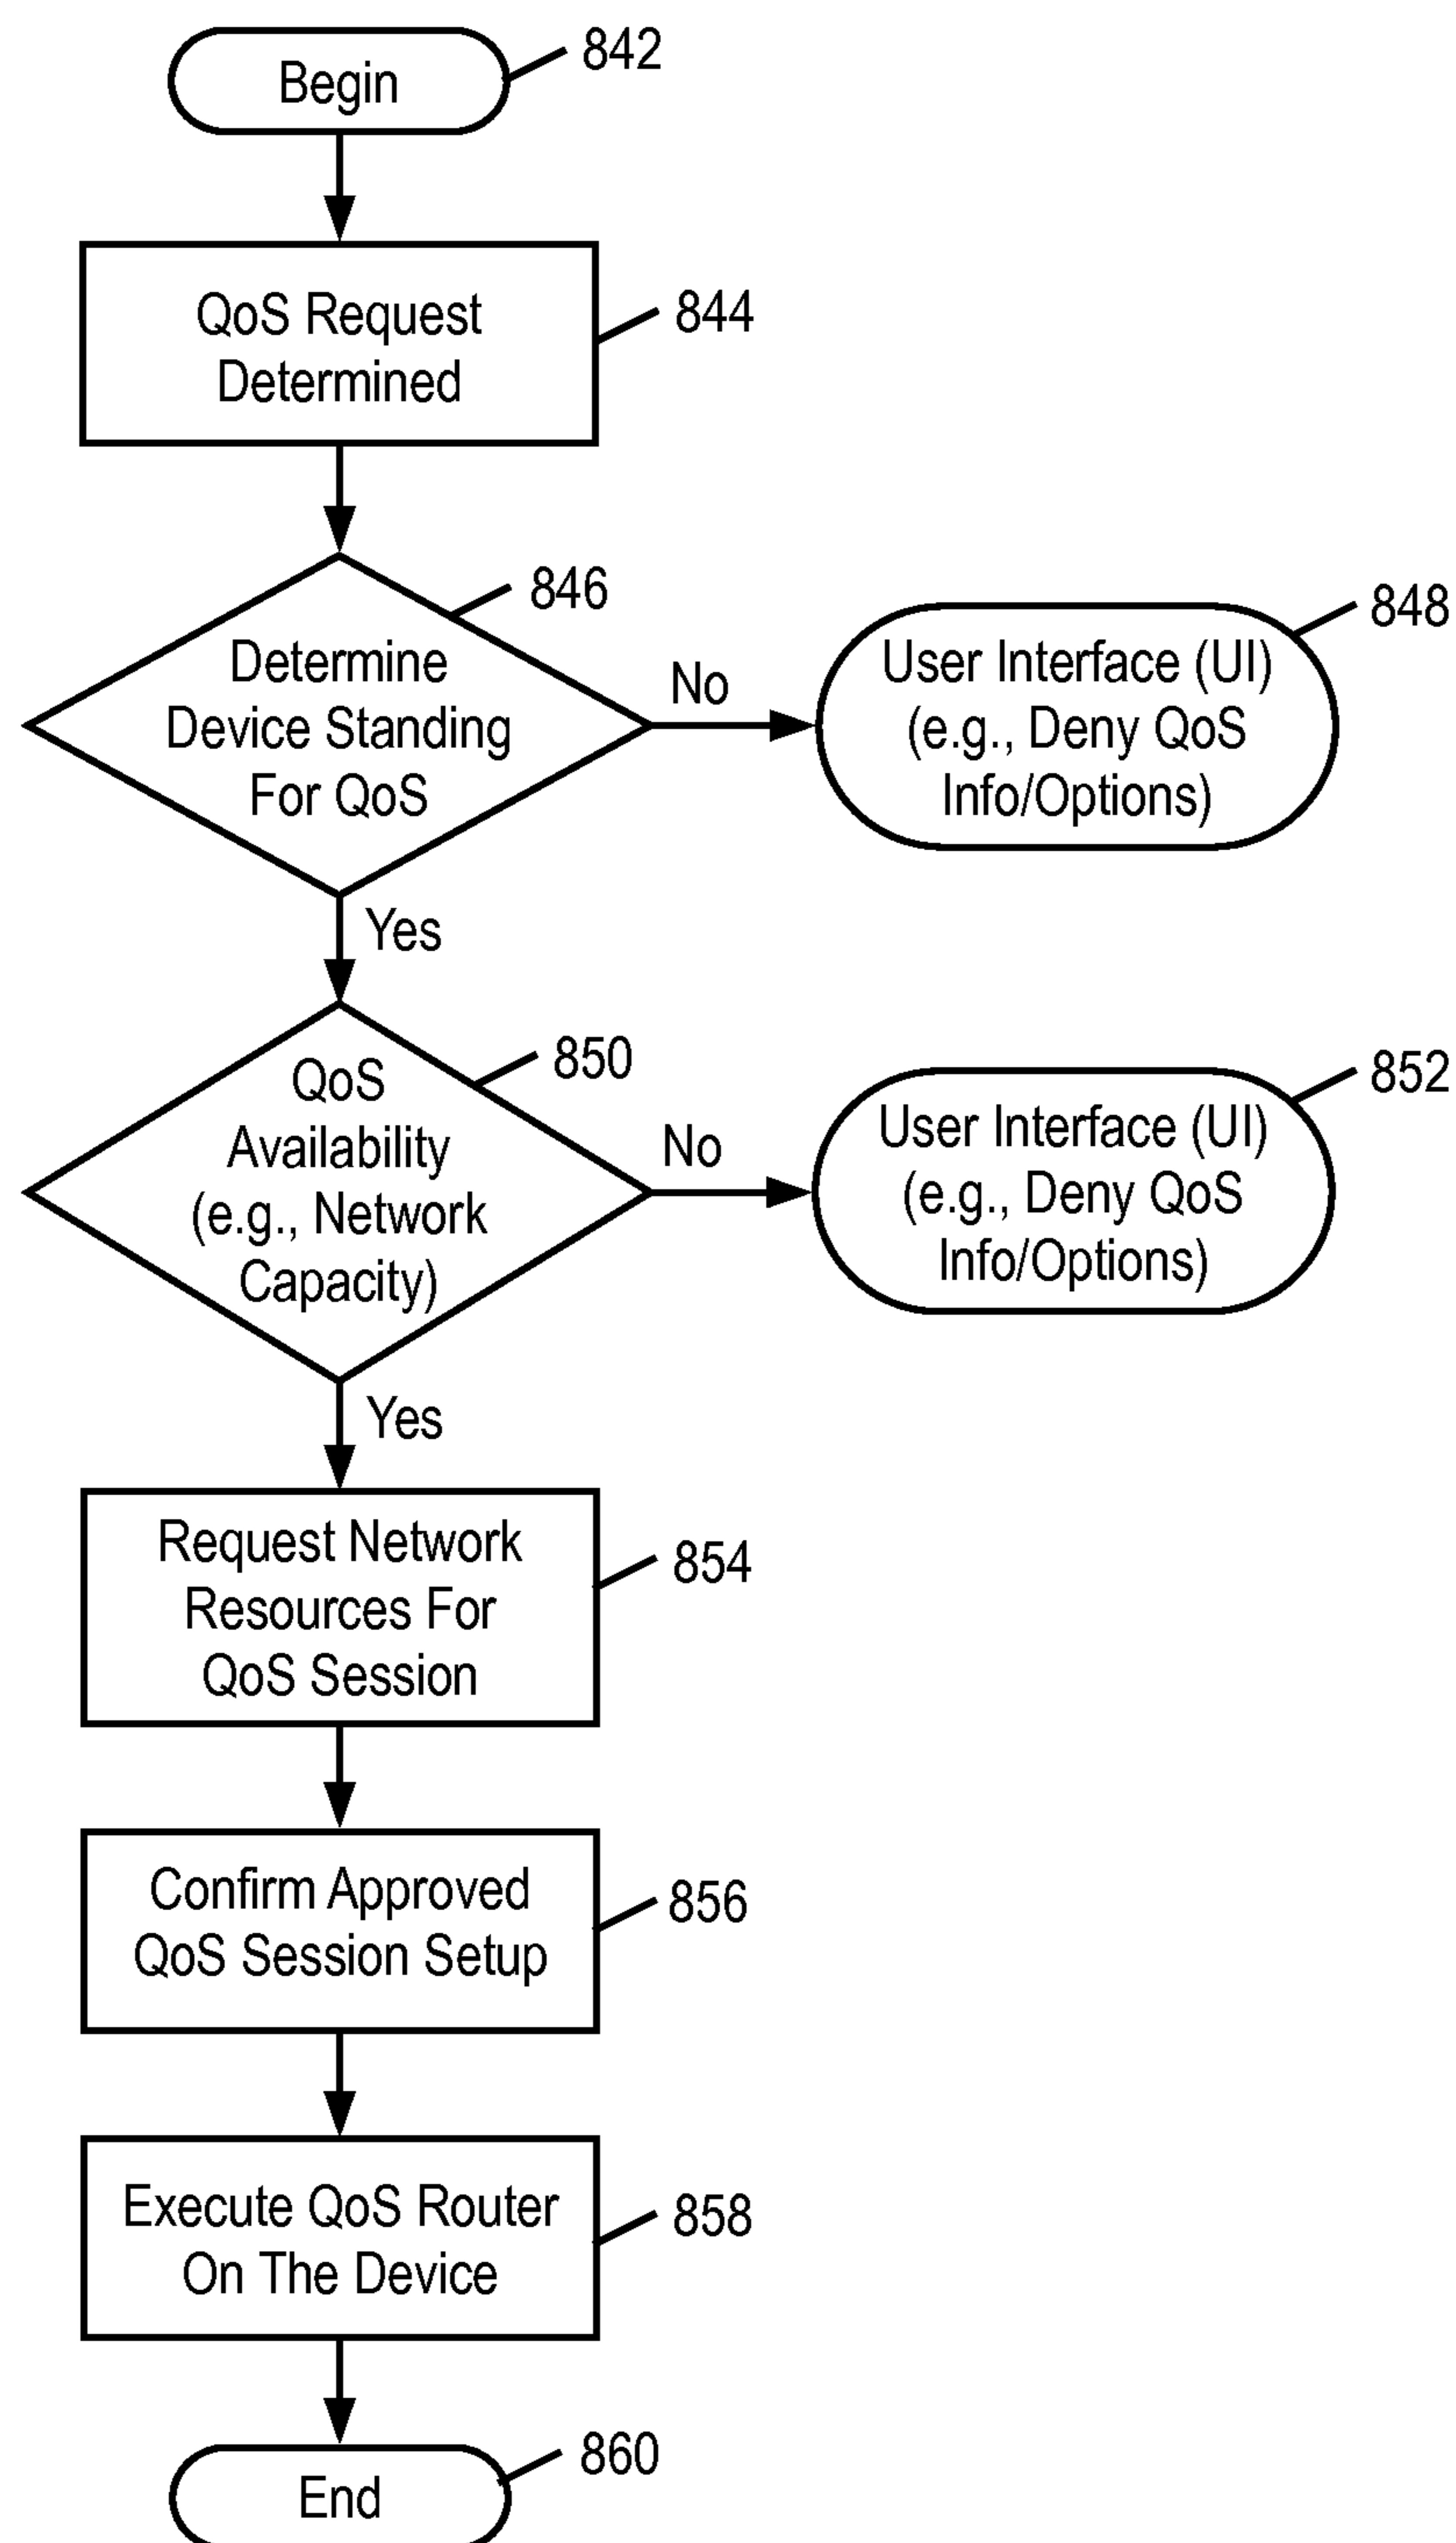 Begin
842
QoS Request
Determined
844
846
Determine
Device Standing
For QoS
No
848
User Interface (UI)
(e.g., Deny QoS
Info/Options)
Yes
850
QoS
Availability
(e.g., Network
Capacity)
No
852
User Interface (UI)
(e.g., Deny QoS
Info/Options)
Yes
Request Network
Resources For
QoS Session
854
Confirm Approved
QoS Session Setup
856
Execute QoS Router
On The Device
858
860
End